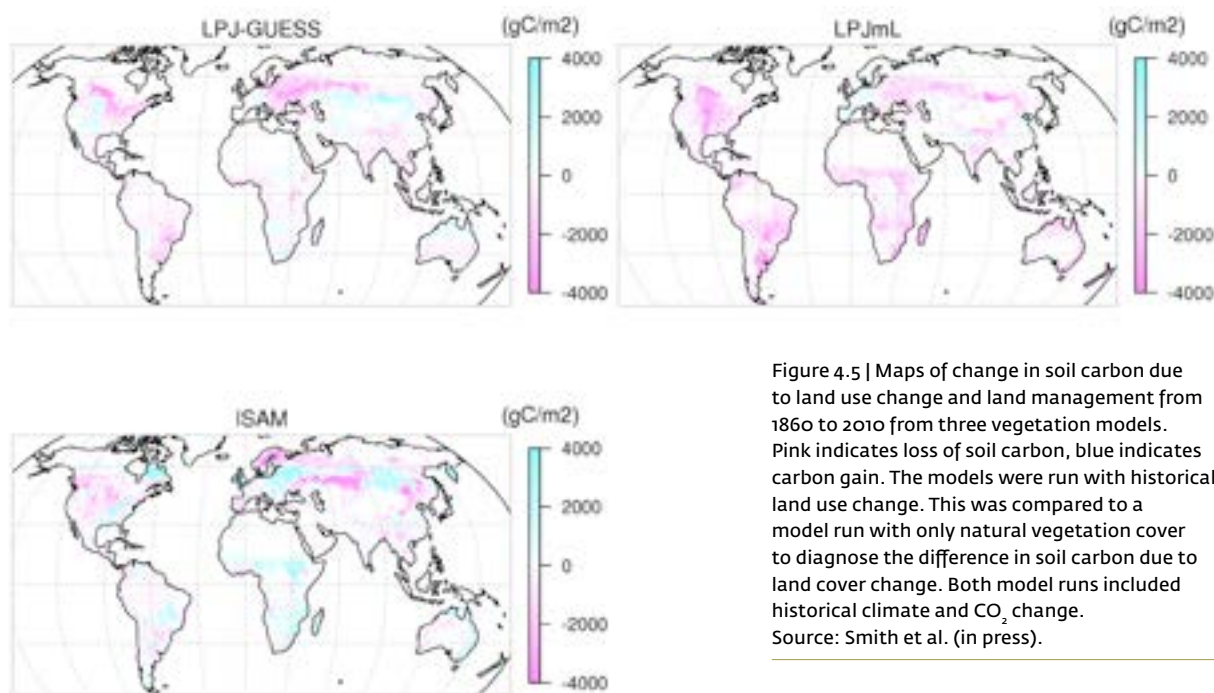 LPJ-GUESS
(gC/m2)
4000
2000
0
-2000
-4000
LPJmL
(gC/m2)
4000
2000
0
-2000
-4000
ISAM
(gC/m2)
4000
2000
0
-2000
-4000
Figure 4.5 | Maps of change in soil carbon due
to land use change and land management from
1860 to 2010 from three vegetation models.
Pink indicates loss of soil carbon, blue indicates
carbon gain. The models were run with historical
land use change. This was compared to a
model run with only natural vegetation cover
to diagnose the difference in soil carbon due to
land cover change. Both model runs included
historical climate and CO₂ change.
Source: Smith et al. (in press).